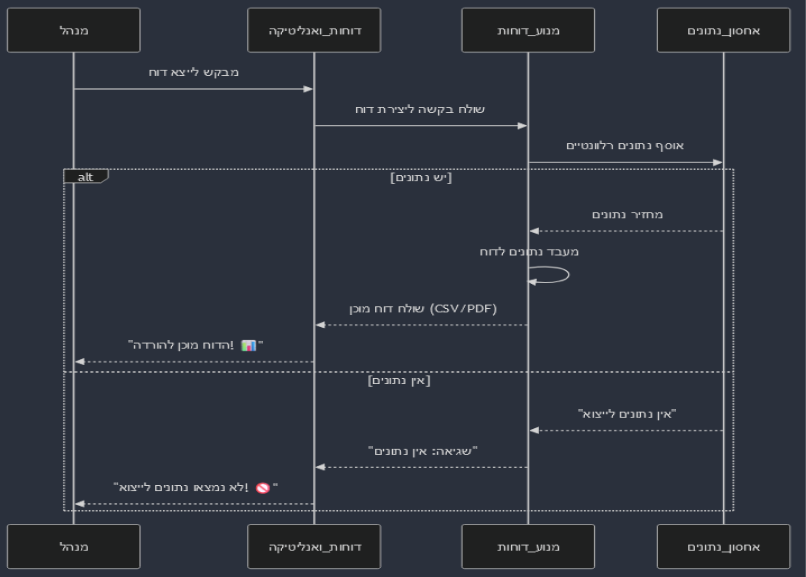 מנהל
דוחות_ואנליטיקה
מנוע_דוחות
אחסון_נתונים
מבקש לייצא דוח
שולח בקשה ליצירת דוח
אוסף נתונים רלוונטיים
alt
[יש נתונים]
מחזיר נתונים
מעבד נתונים לדוח
שולח דוח מוכן (CSV/PDF)
"הדוח מוכן להורדה! 📊"
[אין נתונים]
"אין נתונים לייצוא"
"שגיאה: אין נתונים"
"לא נמצאו נתונים לייצוא! 🚫"
מנהל
דוחות_ואנליטיקה
מנוע_דוחות
אחסון_נתונים